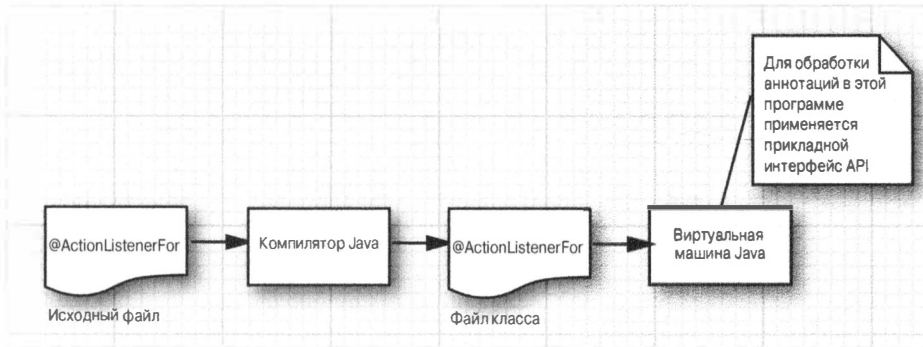 Для обработки
аннотаций в этой
программе
применяется
прикладной
интерфейс API
@ActionListenerFor
Компилятор Java
@ActionListenerFor
Виртуальная
машина Java
Исходный файл
Файл класса